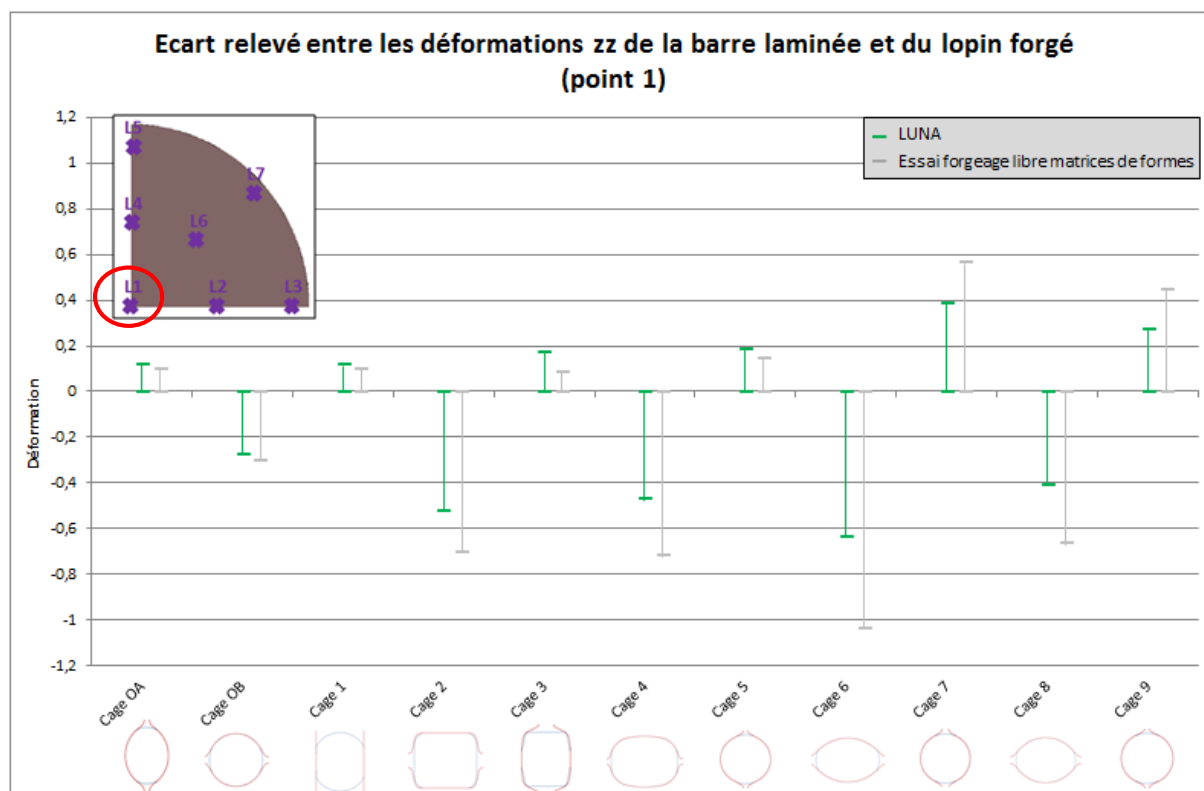 Ecart relevé entre les déformations zz de la barre laminée et du lopin forgé
(point 1)
LUNA
Essai forgeage libre matrices de formes
L5
L7
L4
L6
L1
L2
L3
Déformation
1,2
1
0,8
0,6
0,4
0,2
0
-0,2
-0,4
-0,6
-0,8
-1
-1,2
Cage OA
Cage OB
Cage 1
Cage 2
Cage 3
Cage 4
Cage 5
Cage 6
Cage 7
Cage 8
Cage 9